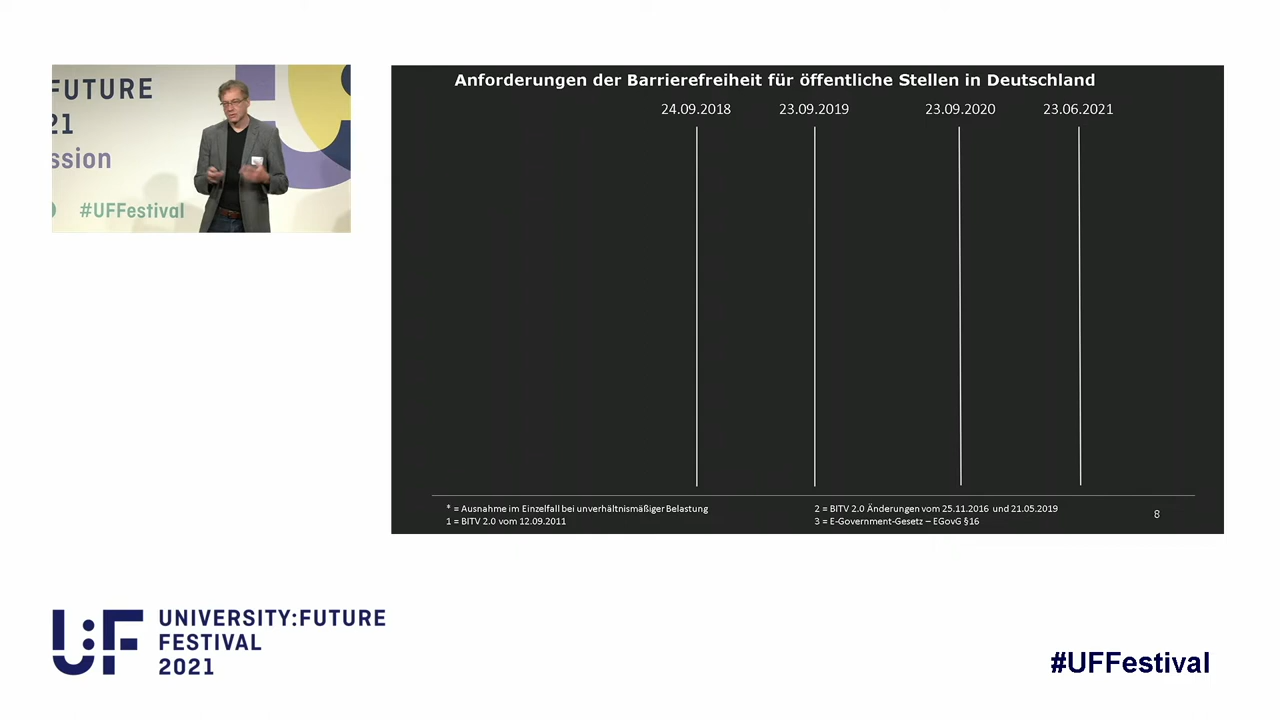 :FUTURE
21
ssion
#UFFestival
Anforderungen der Barrierefreiheit für öffentliche Stellen in Deutschland
24.09.2018 23.09.2019 23.09.2020 23.06.2021
* = Ausnahme im Einzelfall bei unverhältnismäßiger Belastung
1 = BITV 2.0 vom 12.09.2011
2 = BITV 2.0 Änderungen vom 25.11.2016 und 21.05.2019
3 = E-Government-Gesetz – EGovG §16
8
U:F
UNIVERSITY:FUTURE
FESTIVAL
2021
#UFFestival